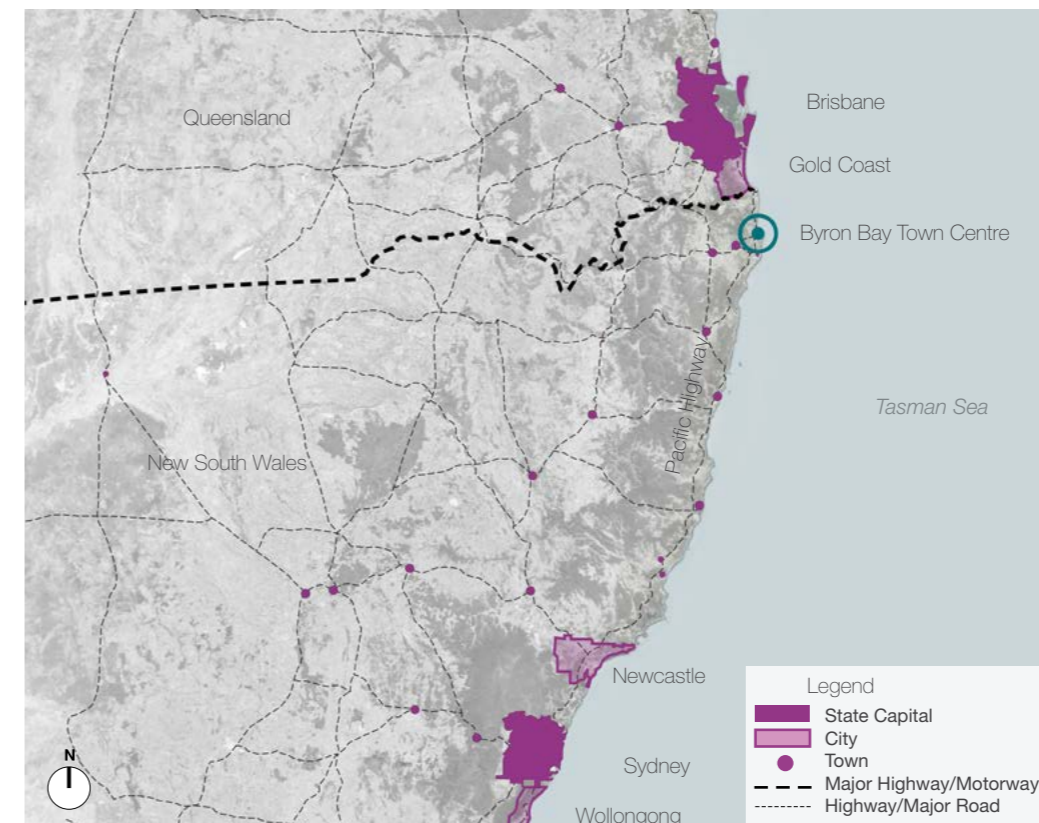 Queensland
Brisbane
Gold Coast
Byron Bay Town Centre
Pacific Highway
Tasman Sea
New South Wales
Newcastle
Sydney
Wollongong
N
Legend
State Capital
City
Town
Major Highway/Motorway
Highway/Major Road